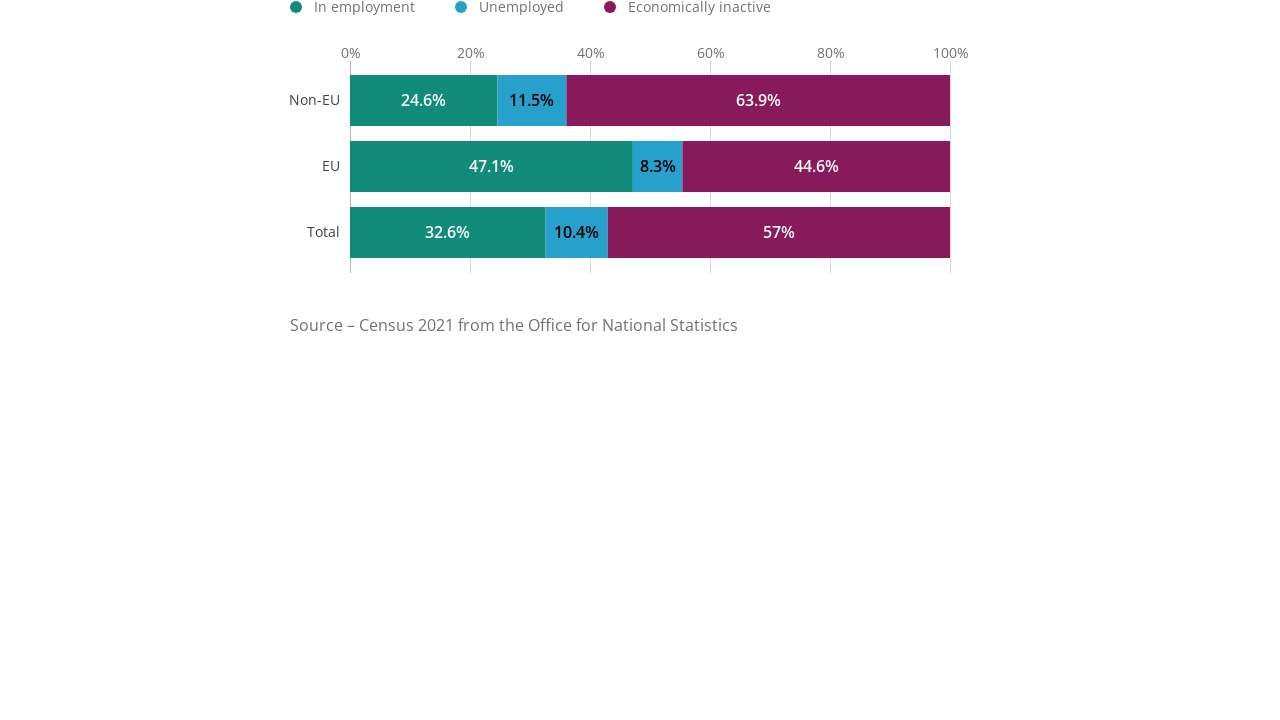 In employment Unemployed Economically inactive
0% 20% 40% 60% 80% 100%
Non-EU 24.6% 11.5% 63.9%
EU 47.1% 8.3% 44.6%
Total 32.6% 10.4% 57%
Source – Census 2021 from the Office for National Statistics